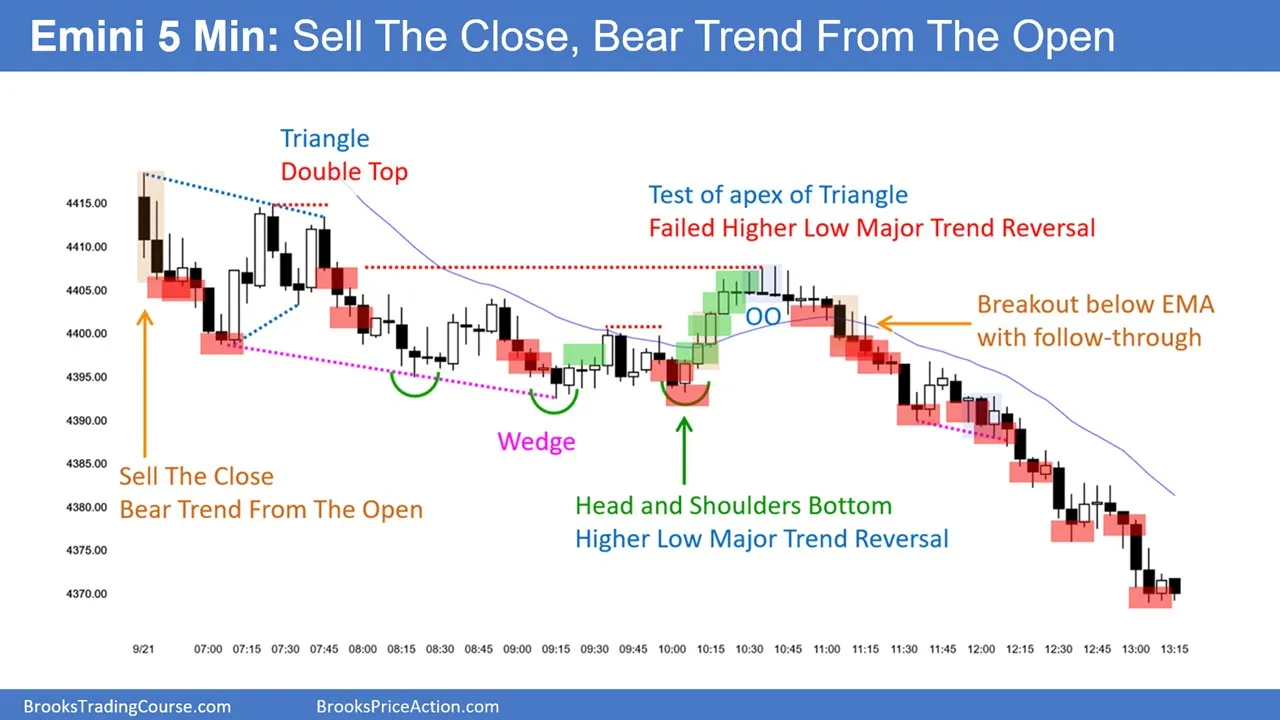 Emini 5 Min: Sell The Close, Bear Trend From The Open
Triangle
Double Top
Test of apex of Triangle
Failed Higher Low Major Trend Reversal
4415.00
4410.00
4405.00
4400.00
4395.00
4390.00
4385.00
4380.00
4375.00
4370.00
OO
Breakout below EMA
with follow-through
Wedge
Sell The Close
Bear Trend From The Open
Head and Shoulders Bottom
Higher Low Major Trend Reversal
9/21 07:00 07:15 07:30 07:45 08:00 08:15 08:30 08:45 09:00 09:15 09:30 09:45 10:00 10:15 10:30 10:45 11:00 11:15 11:30 11:45 12:00 12:15 12:30 12:45 13:00 13:15
BrooksTradingCourse.com BrooksPriceAction.com